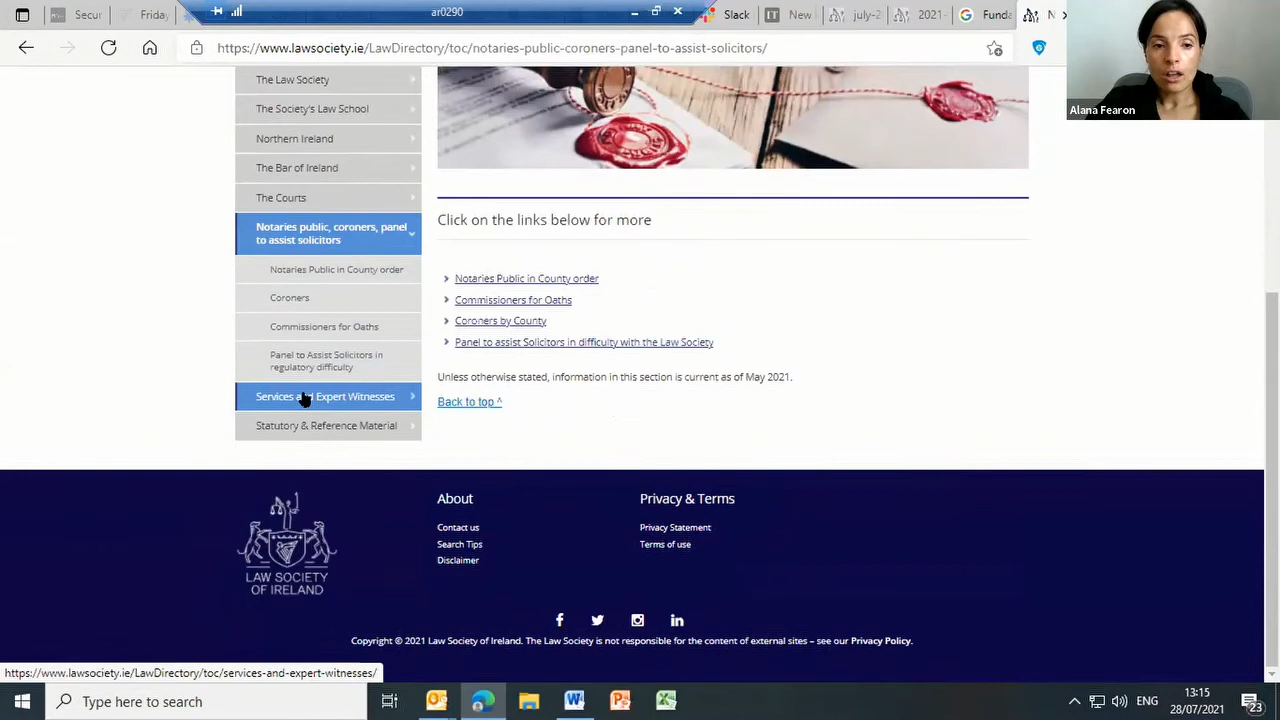 Secur
Friday
ar0290
Slack
New
july-2
2021-
Fund
https://www.lawsociety.ie/LawDirectory/toc/notaries-public-coroners-panel-to-assist-solicitors/
Alana Fearon
The Law Society
The Society's Law School
Northern Ireland
The Bar of Ireland
The Courts
Notaries public, coroners, panel
to assist solicitors
Notaries Public in County order
Coroners
Commissioners for Oaths
Panel to Assist Solicitors in
regulatory difficulty
Services and Expert Witnesses
Statutory & Reference Material
Click on the links below for more
Notaries Public in County order
Commissioners for Oaths
Coroners by County
Panel to assist Solicitors in difficulty with the Law Society
Unless otherwise stated, information in this section is current as of May 2021.
Back to top ^
LAW SOCIETY
OF IRELAND
About
Contact us
Search Tips
Disclaimer
Privacy & Terms
Privacy Statement
Terms of use
Copyright © 2021 Law Society of Ireland. The Law Society is not responsible for the content of external sites – see our Privacy Policy.
https://www.lawsociety.ie/LawDirectory/toc/services-and-expert-witnesses/
Type here to search
ENG
13:15
28/07/2021
23